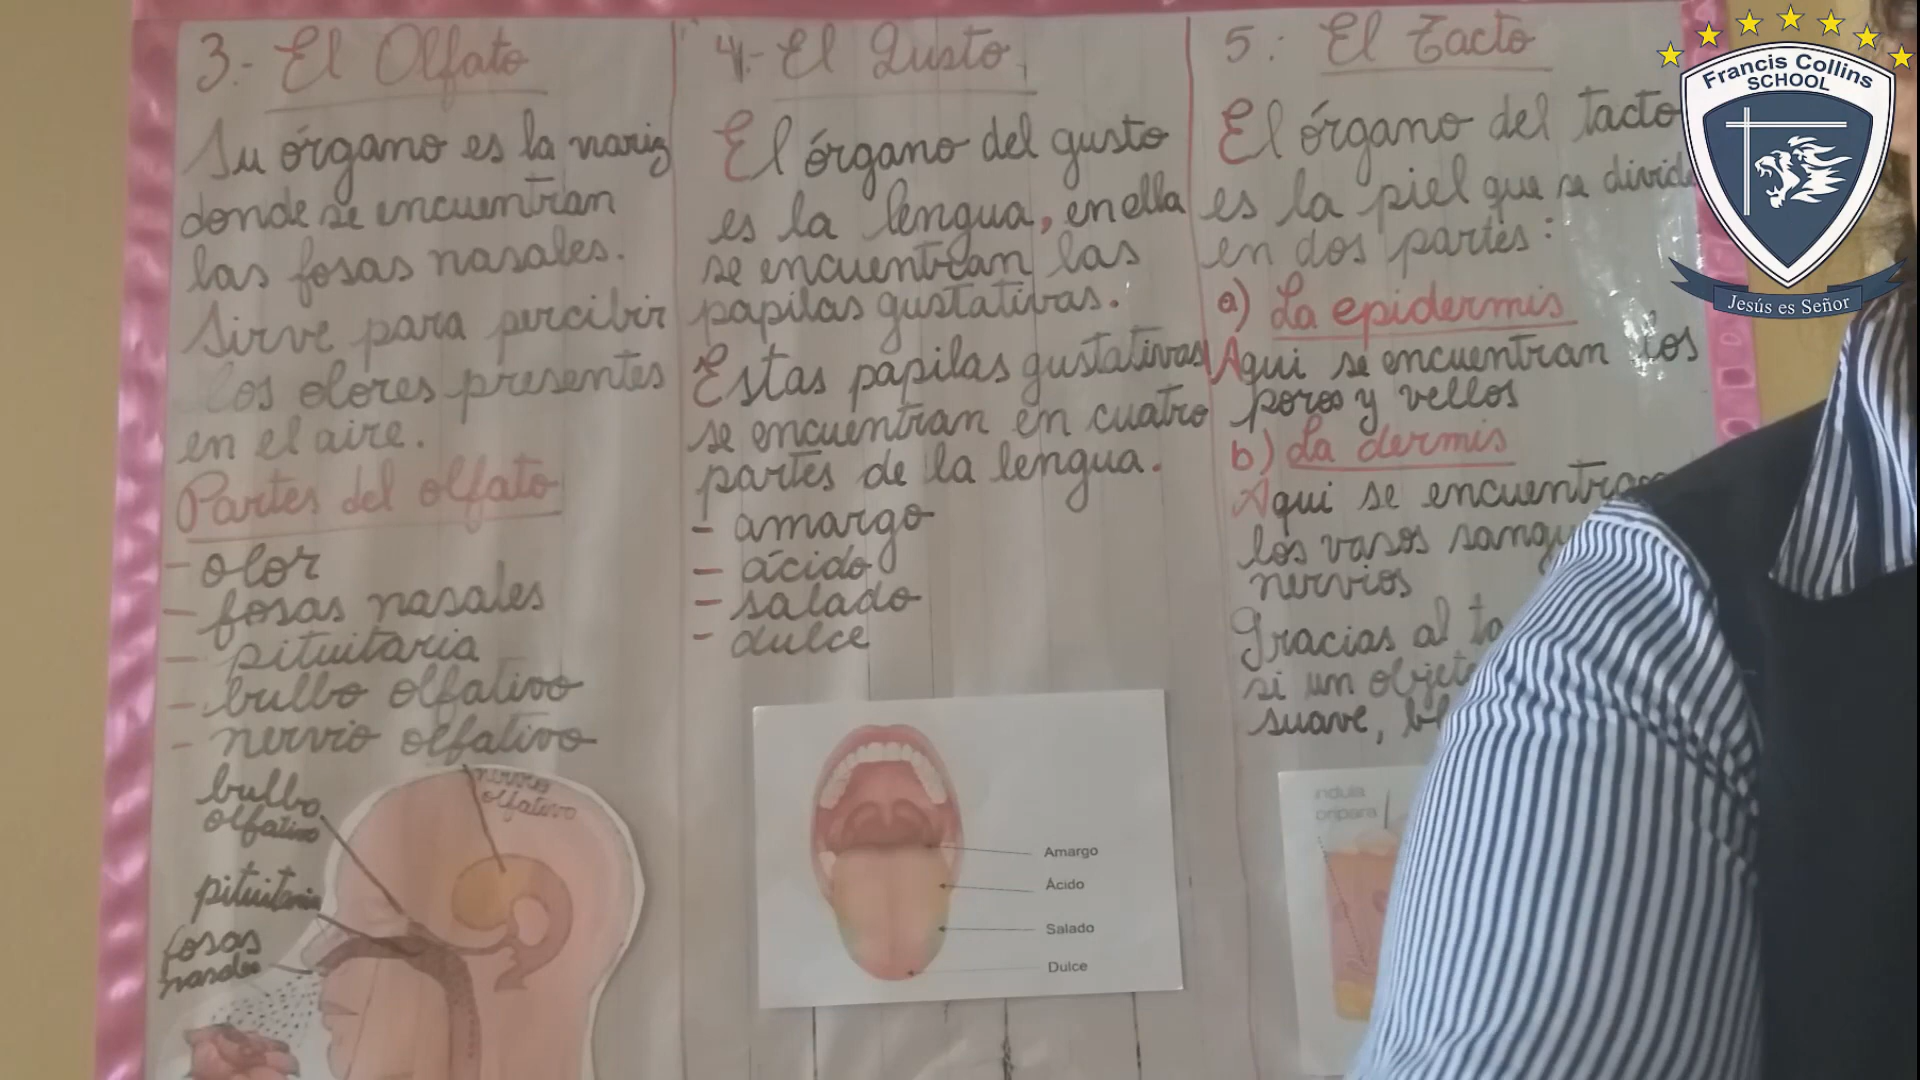 3.- El Olfato
Su órgano es la nariz
donde se encuentran
las fosas nasales.
Sirve para percibir
los olores presentes
en el aire.
Partes del olfato
- olor
- fosas nasales
- pituitaria
- bulbo olfativo
- nervio olfativo
bulbo
olfativo
nervio
olfativo
pituitaria
fosas
nasales
4.- El Gusto
El órgano del gusto
es la lengua, en ella
se encuentran las
papilas gustativas.
Estas papilas gustativas
se encuentran en cuatro
partes de la lengua.
- amargo
- ácido
- salado
- dulce
Amargo
Ácido
Salado
Dulce
5.- El Tacto
El órgano del tacto
es la piel que se divide
en dos partes:
a) La epidermis
Aqui se encuentran los
poros y vellos
b) La dermis
Aqui se encuentran
los vasos
nervios
Gracias al
si un
suave,
Francis Collins
SCHOOL
Jesús es Señor